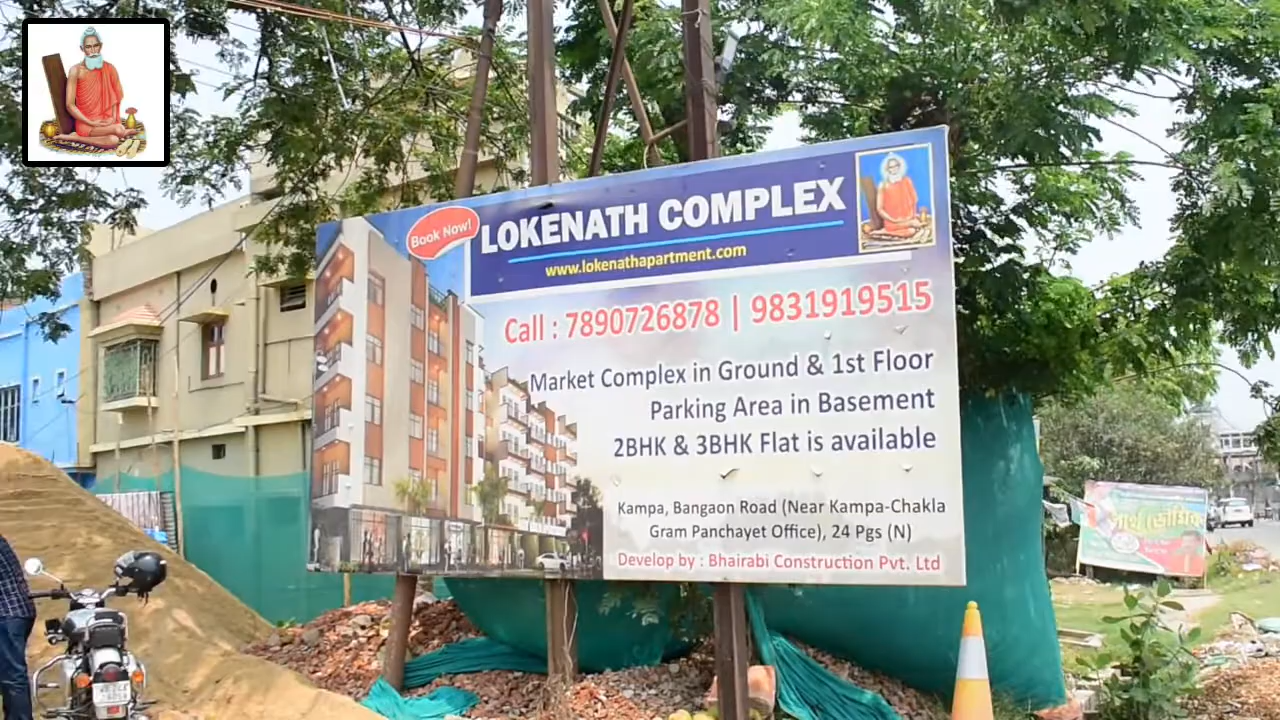 Book Now!
LOKENATH COMPLEX
www.lokenathapartment.com
Call : 7890726878 | 9831919515
Market Complex in Ground & 1st Floor
Parking Area in Basement
2BHK & 3BHK Flat is available
Kampa, Bangaon Road (Near Kampa-Chakla
Gram Panchayet Office), 24 Pgs (N)
Develop by : Bhairabi Construction Pvt. Ltd